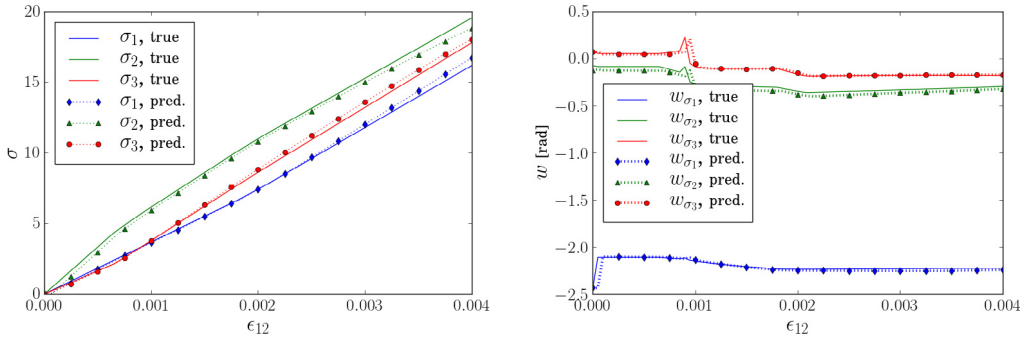 20
15
10
5
0
σ
0.000 0.001 0.002 0.003 0.004
ϵ12
σ1, true
σ2, true
σ3, true
σ1, pred.
σ2, pred.
σ3, pred.
0.5
0.0
−0.5
−1.0
−1.5
−2.0
−2.5
w [rad]
0.000 0.001 0.002 0.003 0.004
ϵ12
wσ1, true
wσ2, true
wσ3, true
wσ1, pred.
wσ2, pred.
wσ3, pred.